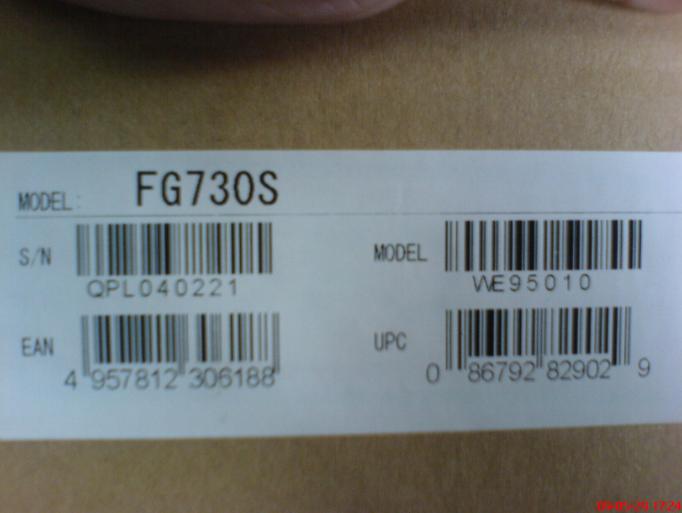 MODEL: FG730S
S/N
QPL040221
MODEL
WE95010
EAN
4 957812 306188
UPC
0 86792 82902 9